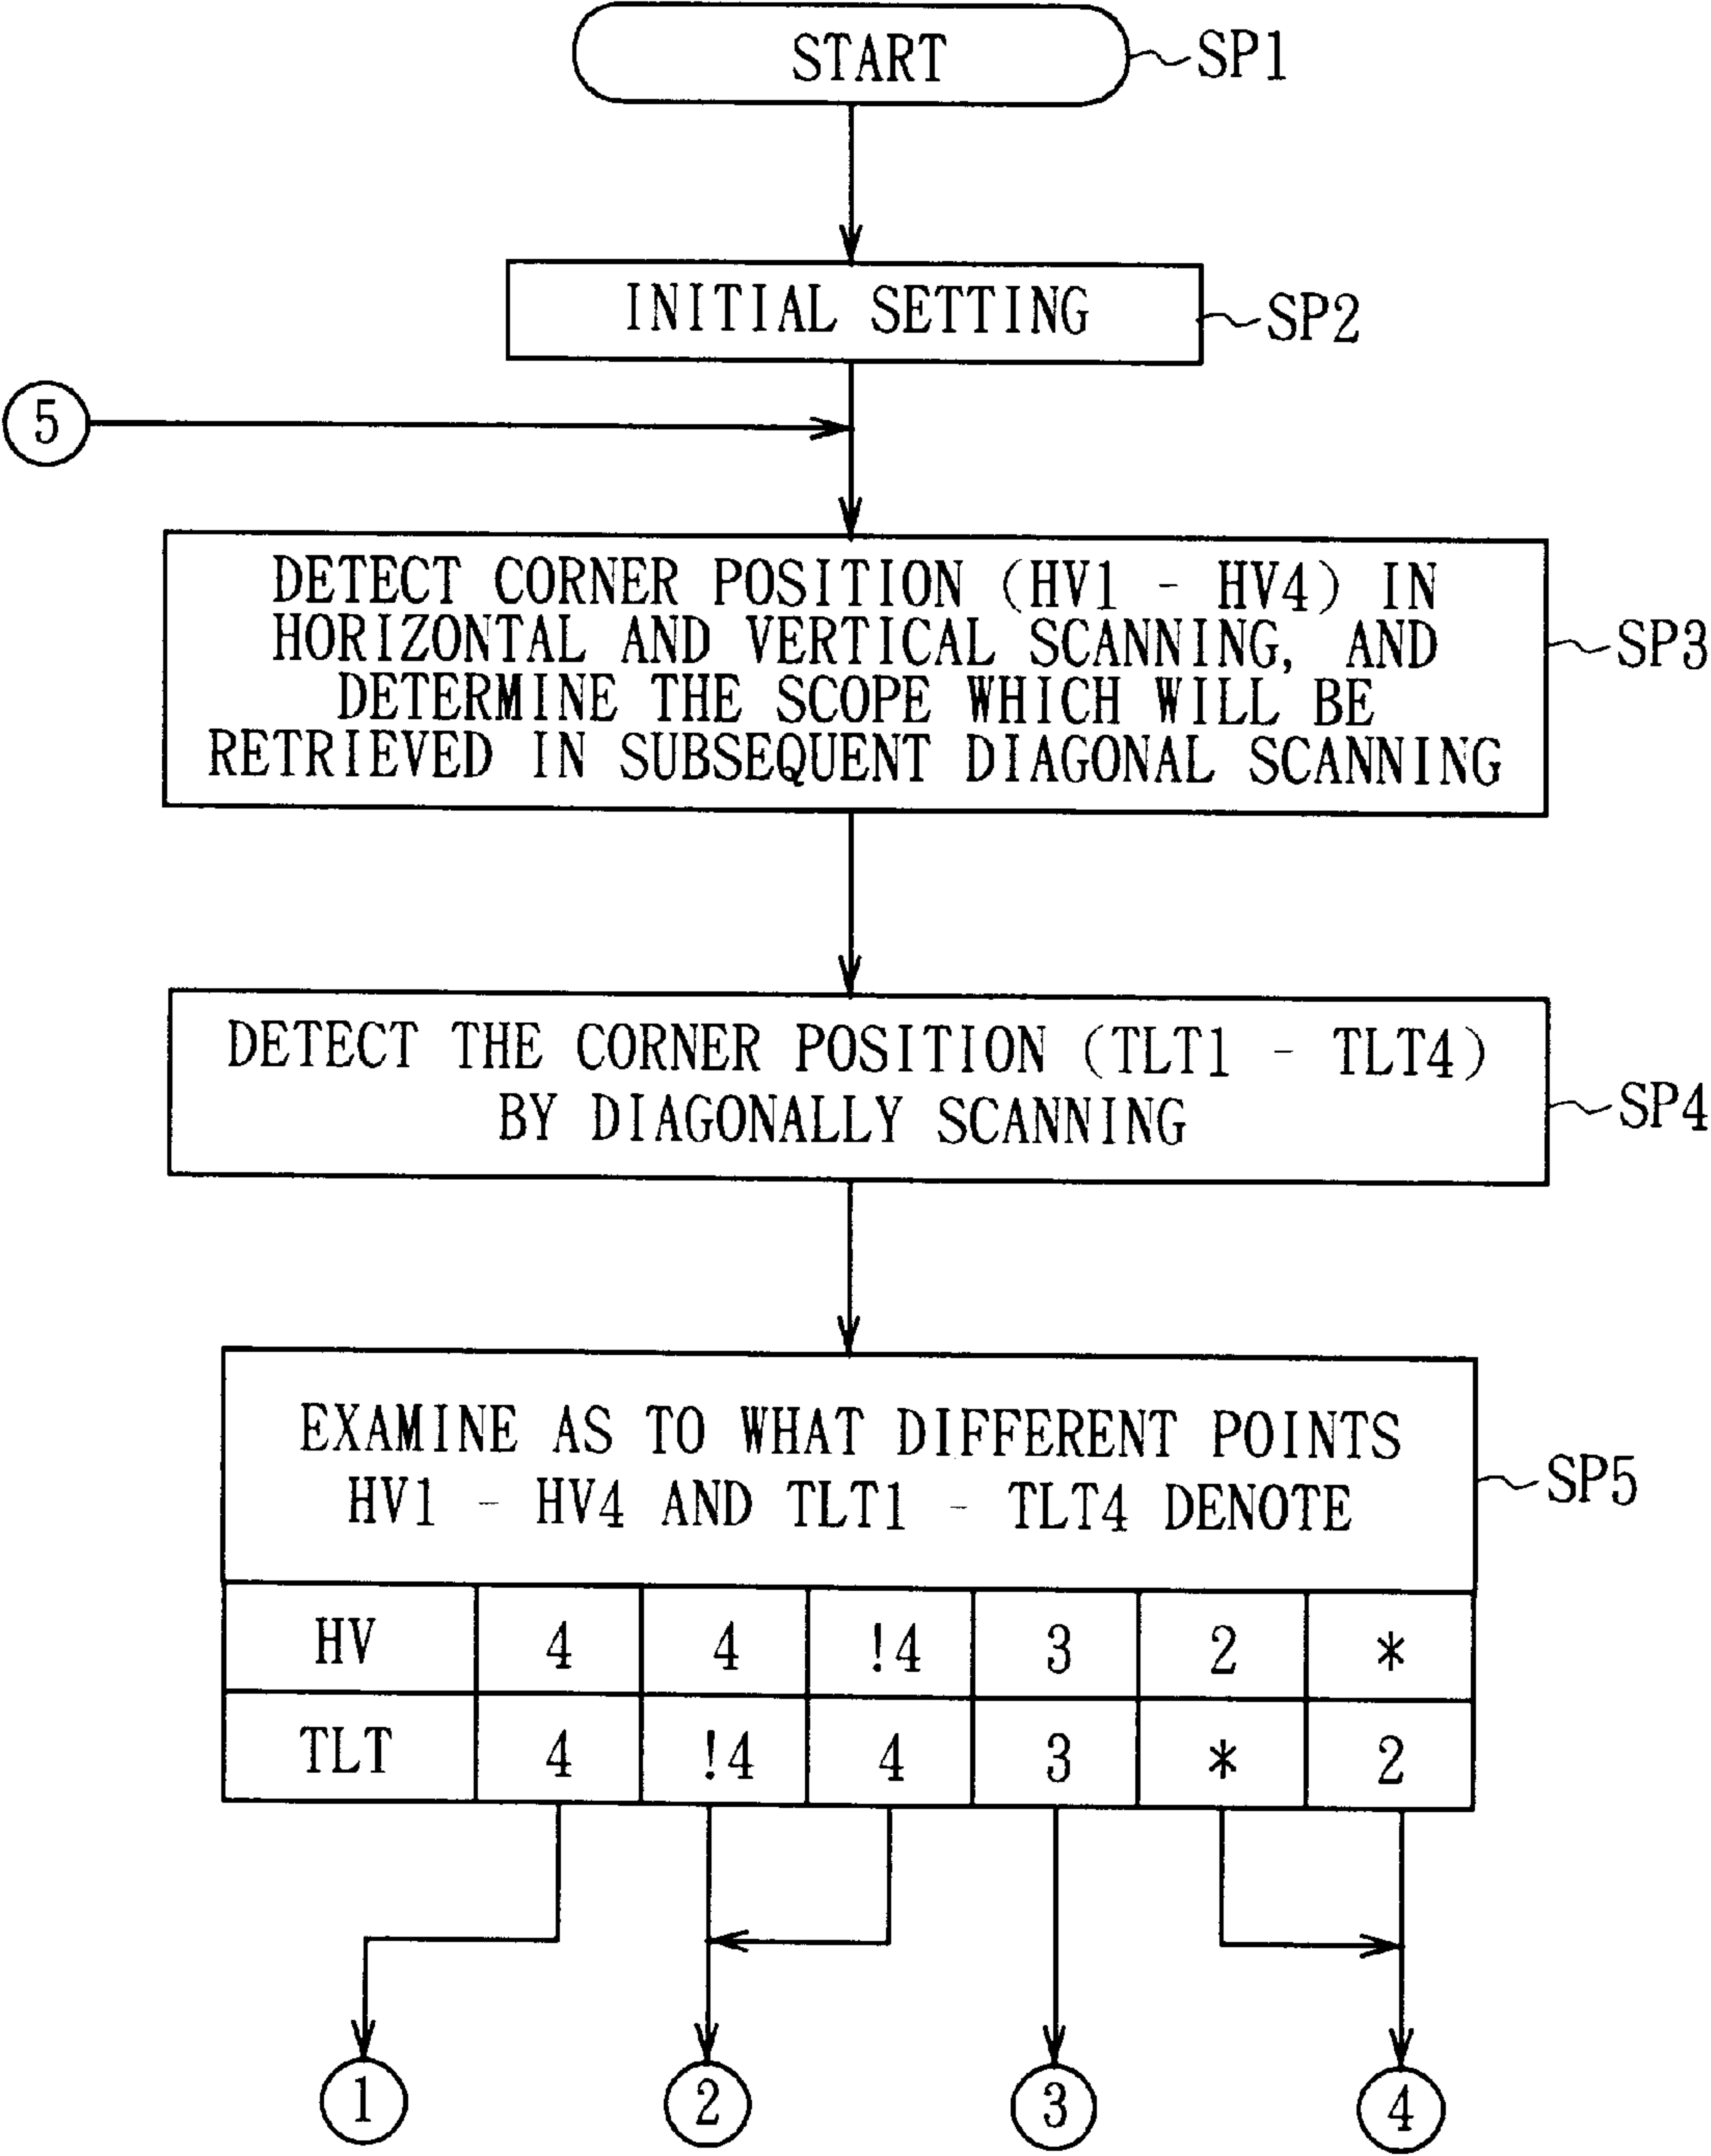 START
SP1
INITIAL SETTING
SP2
5
DETECT CORNER POSITION (HV1 - HV4) IN
HORIZONTAL AND VERTICAL SCANNING, AND
DETERMINE THE SCOPE WHICH WILL BE
RETRIEVED IN SUBSEQUENT DIAGONAL SCANNING
SP3
DETECT THE CORNER POSITION (TLT1 - TLT4)
BY DIAGONALLY SCANNING
SP4
EXAMINE AS TO WHAT DIFFERENT POINTS
HV1 - HV4 AND TLT1 - TLT4 DENOTE
SP5
HV 4 4 !4 3 2 *
TLT 4 !4 4 3 * 2
1 2 3 4